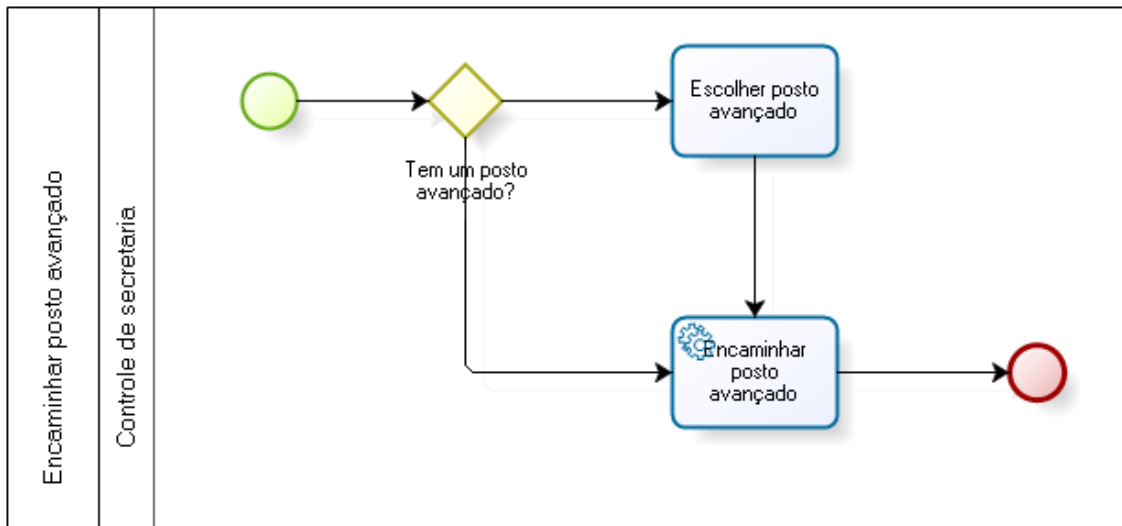 Encaminhar posto avançado
Controle de secretaria
Escolher posto
avançado
Tem um posto
avançado?
Encaminhar
posto
avançado